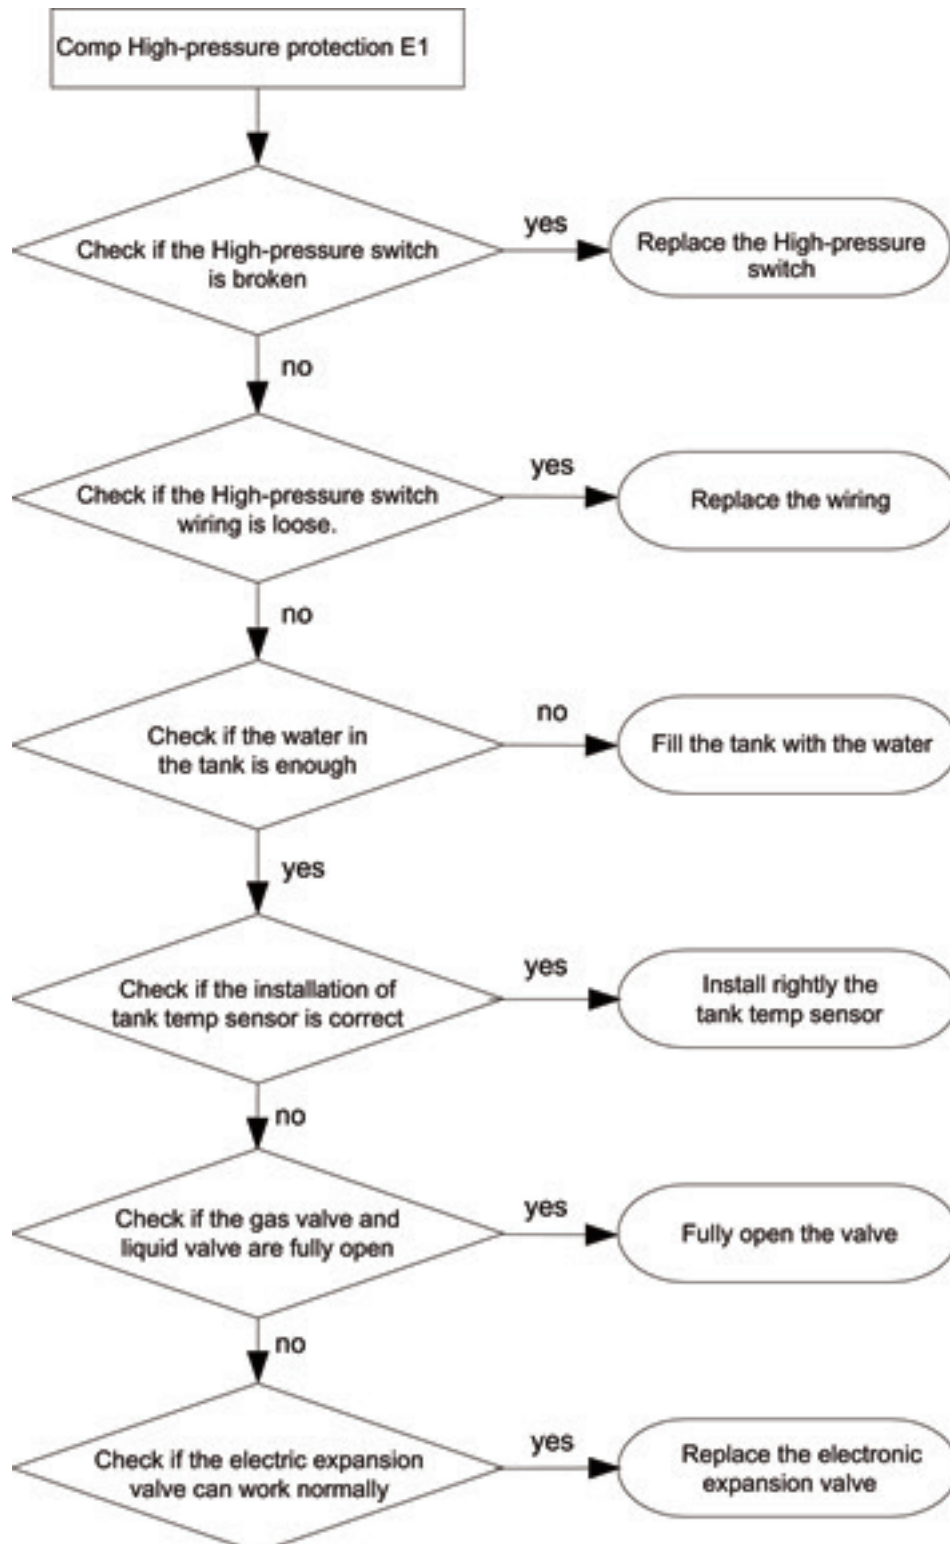 Comp High-pressure protection E1
Check if the High-pressure switch
is broken
yes
Replace the High-pressure
switch
no
Check if the High-pressure switch
wiring is loose.
yes
Replace the wiring
no
Check if the water in
the tank is enough
no
Fill the tank with the water
yes
Check if the installation of
tank temp sensor is correct
yes
Install rightly the
tank temp sensor
no
Check if the gas valve and
liquid valve are fully open
yes
Fully open the valve
no
Check if the electric expansion
valve can work normally
yes
Replace the electronic
expansion valve